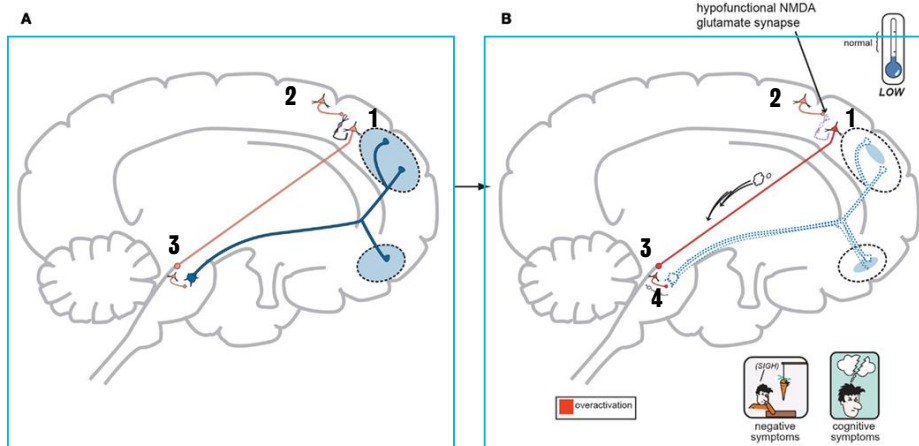 A
2
1
3
B
hypofunctional NMDA
glutamate synapse
normal
LOW
2
1
3
4
overactivation
(SIGH)
negative
symptoms
cognitive
symptoms